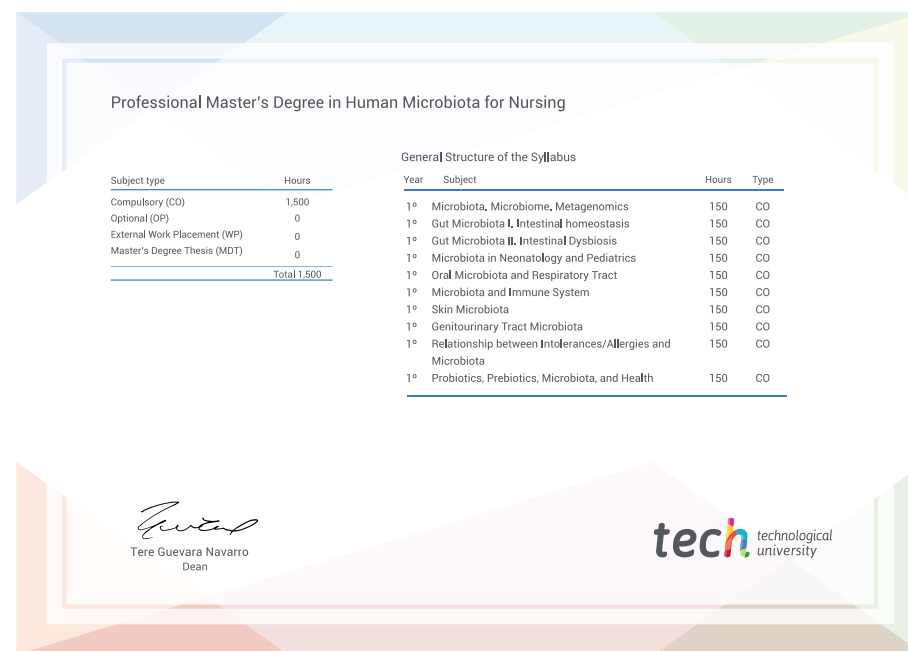 Professional Master's Degree in Human Microbiota for Nursing
Subject type Hours
Compulsory (CO) 1,500
Optional (OP) 0
External Work Placement (WP) 0
Master's Degree Thesis (MDT) 0
Total 1,500
General Structure of the Syllabus
Year Subject Hours Type
1º Microbiota. Microbiome. Metagenomics 150 CO
1º Gut Microbiota I. Intestinal homeostasis 150 CO
1º Gut Microbiota II. Intestinal Dysbiosis 150 CO
1º Microbiota in Neonatology and Pediatrics 150 CO
1º Oral Microbiota and Respiratory Tract 150 CO
1º Microbiota and Immune System 150 CO
1º Skin Microbiota 150 CO
1º Genitourinary Tract Microbiota 150 CO
1º Relationship between Intolerances/Allergies and 150 CO
Microbiota
1º Probiotics, Prebiotics, Microbiota, and Health 150 CO
Tere Guevara Navarro
Dean
tech technological
university